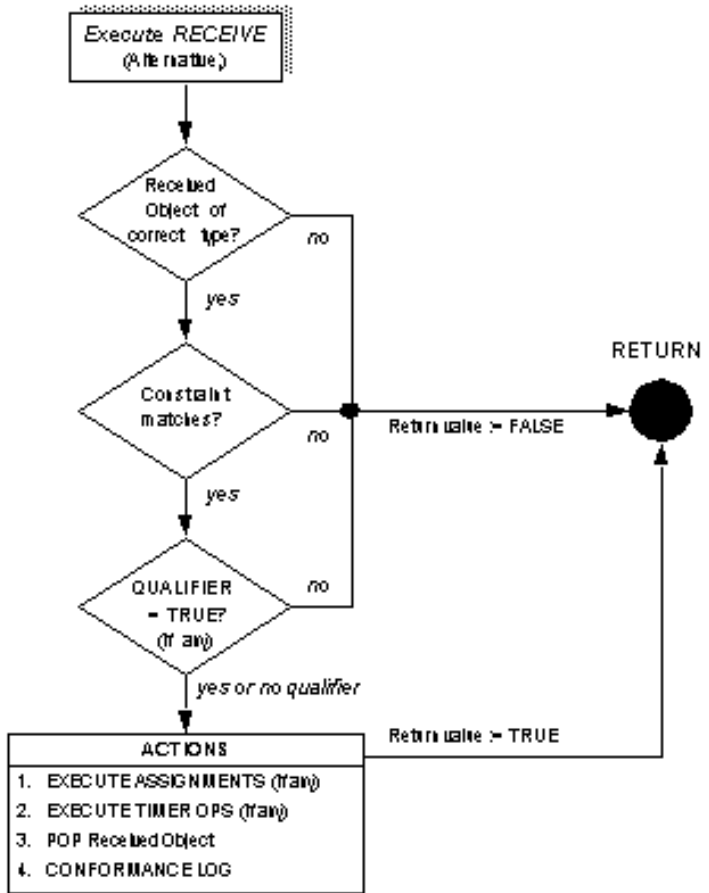 Execute RECEIVE
(Alternative)
Received
Object of
correct type?
no
yes
RETURN
Constraint
matches?
no
Return value := FALSE
yes
QUALIFIER
= TRUE?
(if any)
no
yes or no qualifier
Return value := TRUE
ACTIONS
1. EXECUTE ASSIGNMENTS (if any)
2. EXECUTE TIMER OPS (if any)
3. POP Received Object
4. CONFORMANCE LOG